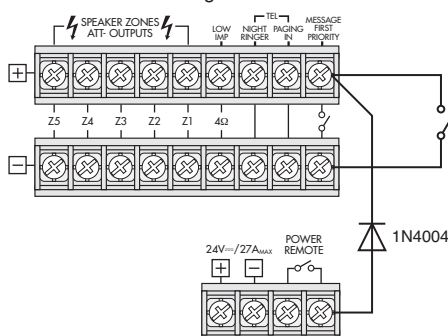 SPEAKER ZONES
ATT- OUTPUTS
LOW
IMP
TEL
NIGHT
RINGER
PAGING
IN
MESSAGE
FIRST
PRIORITY
+
Z5 Z4 Z3 Z2 Z1 4Ω
−
1N4004
24V⎓/27AMAX
POWER
REMOTE
+ −